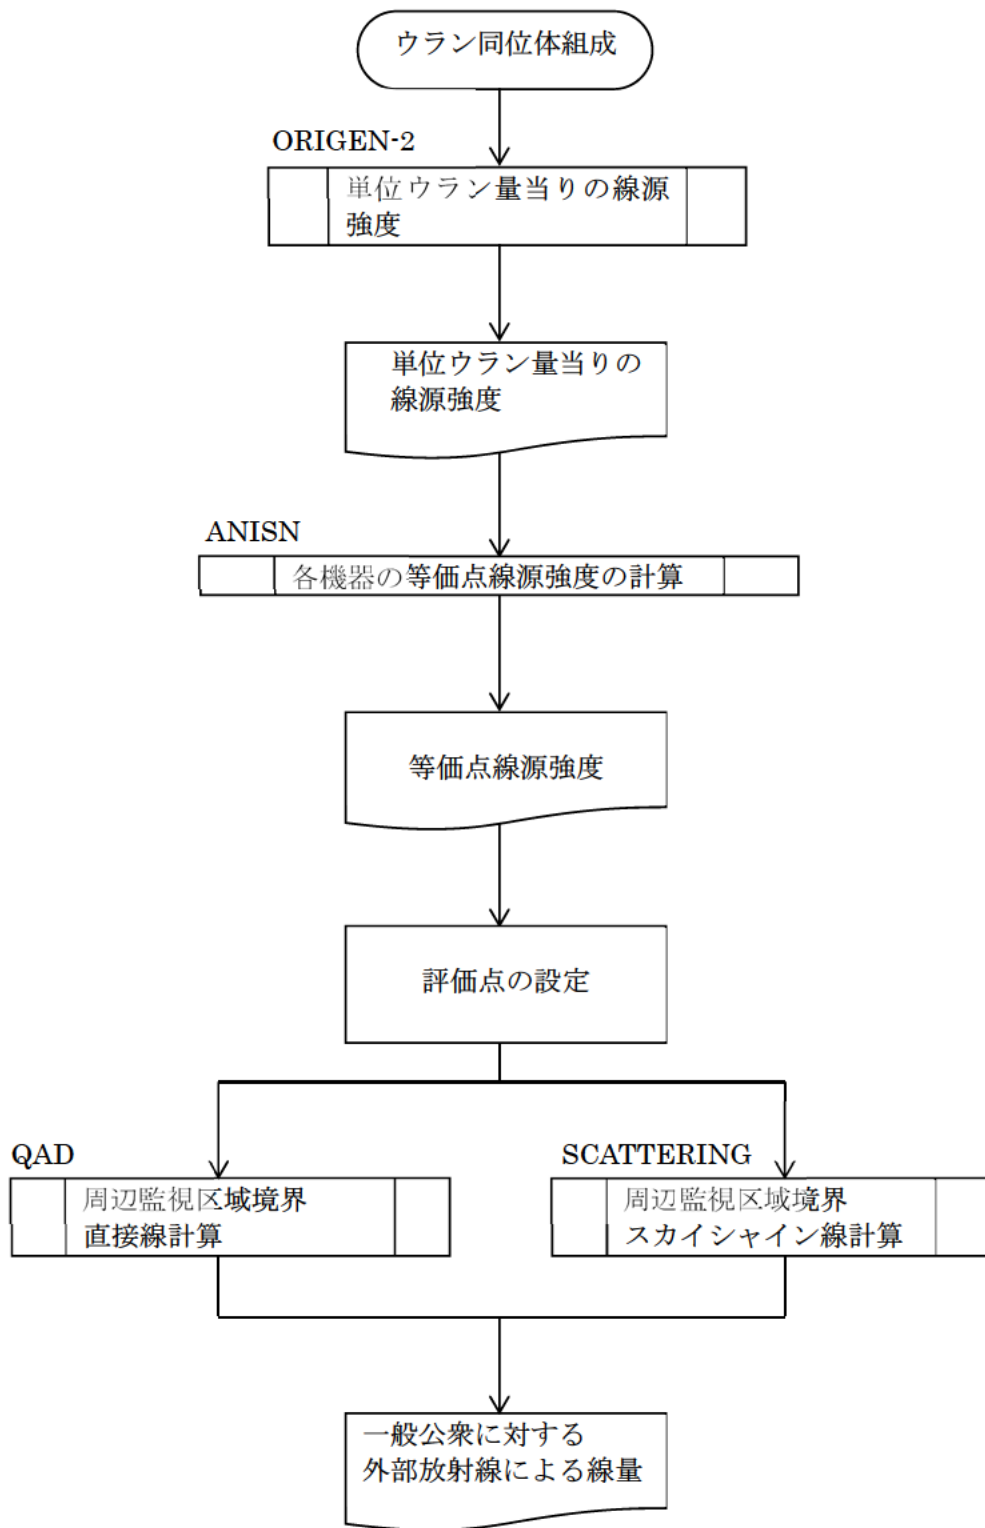 ウラン同位体組成
ORIGEN-2
単位ウラン量当りの線源
強度
単位ウラン量当りの
線源強度
ANISN
各機器の等価点線源強度の計算
等価点線源強度
評価点の設定
QAD
周辺監視区域境界
直接線計算
SCATTERING
周辺監視区域境界
スカイシャイン線計算
一般公衆に対する
外部放射線による線量